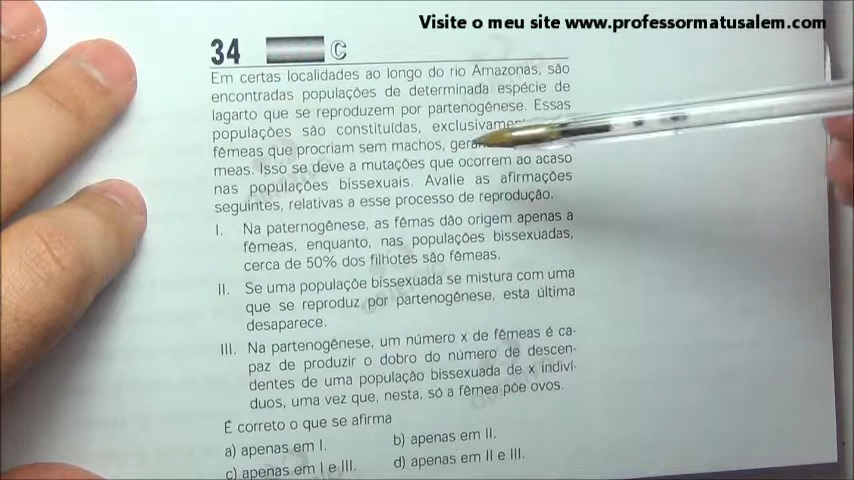 Visite o meu site www.professormatusalem.com
34 C
Em certas localidades ao longo do rio Amazonas, são
encontradas populações de determinada espécie de
lagarto que se reproduzem por partenogênese. Essas
populações são constituídas, exclusivamen
fêmeas que procriam sem machos, geran
meas. Isso se deve a mutações que ocorrem ao acaso
nas populações bissexuais. Avalie as afirmações
seguintes, relativas a esse processo de reprodução.
I. Na paternogênese, as fêmas dão origem apenas a
fêmeas, enquanto, nas populações bissexuadas,
cerca de 50% dos filhotes são fêmeas.
II. Se uma populaçõe bissexuada se mistura com uma
que se reproduz por partenogênese, esta última
desaparece.
III. Na partenogênese, um número x de fêmeas é ca-
paz de produzir o dobro do número de descen-
dentes de uma população bissexuada de x indiví-
duos, uma vez que, nesta, só a fêmea põe ovos.
É correto o que se afirma
a) apenas em I. b) apenas em II.
c) apenas em I e III. d) apenas em II e III.